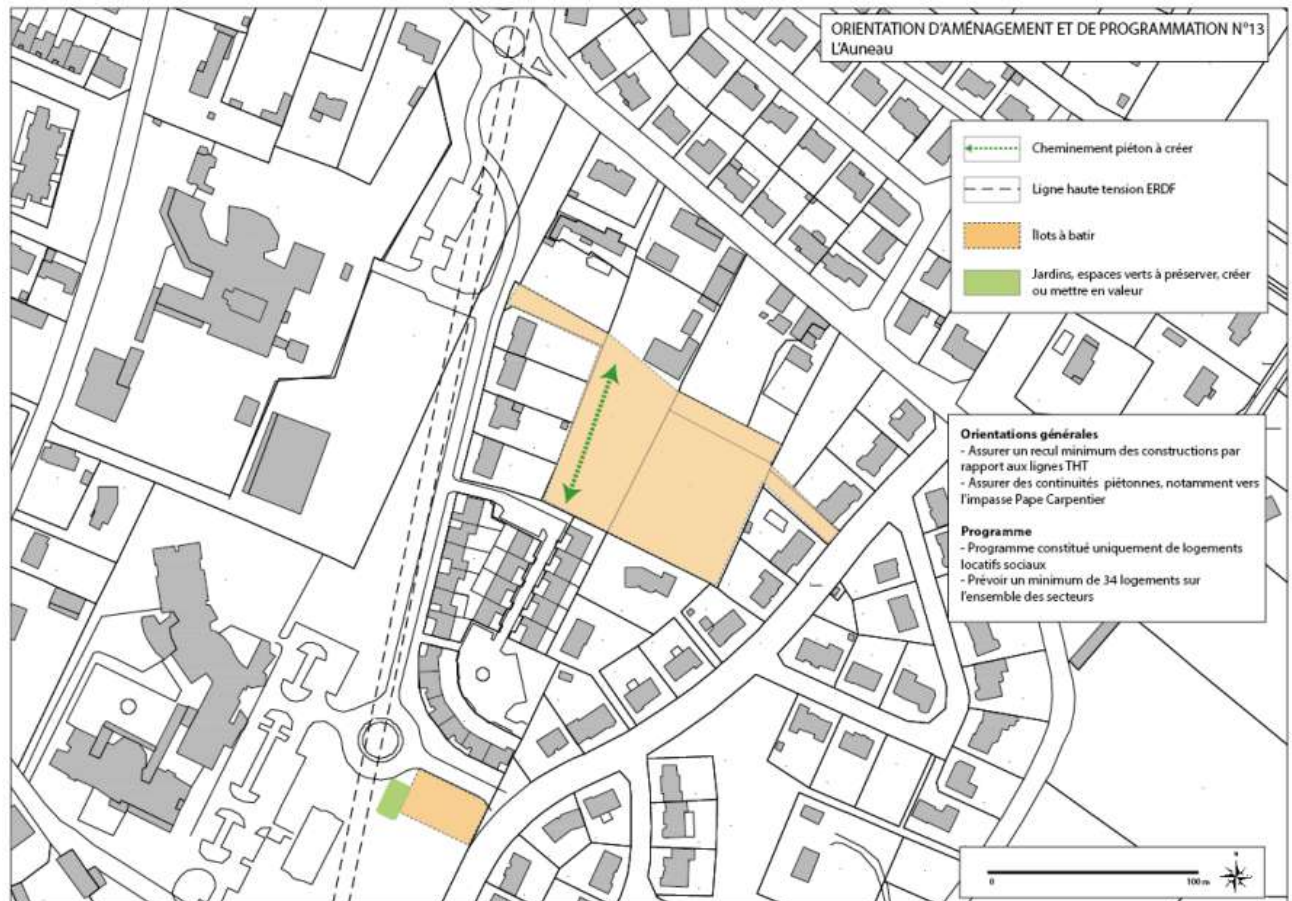 ORIENTATION D'AMÉNAGEMENT ET DE PROGRAMMATION N°13
L'Auneau
Cheminement piéton à créer
Ligne haute tension ERDF
Îlots à batir
Jardins, espaces verts à préserver, créer
ou mettre en valeur
Orientations générales
- Assurer un recul minimum des constructions par
rapport aux lignes THT
- Assurer des continuités piétonnes, notamment vers
l'impasse Pape Carpentier
Programme
- Programme constitué uniquement de logements
locatifs sociaux
- Prévoir un minimum de 34 logements sur
l'ensemble des secteurs
0 100 m